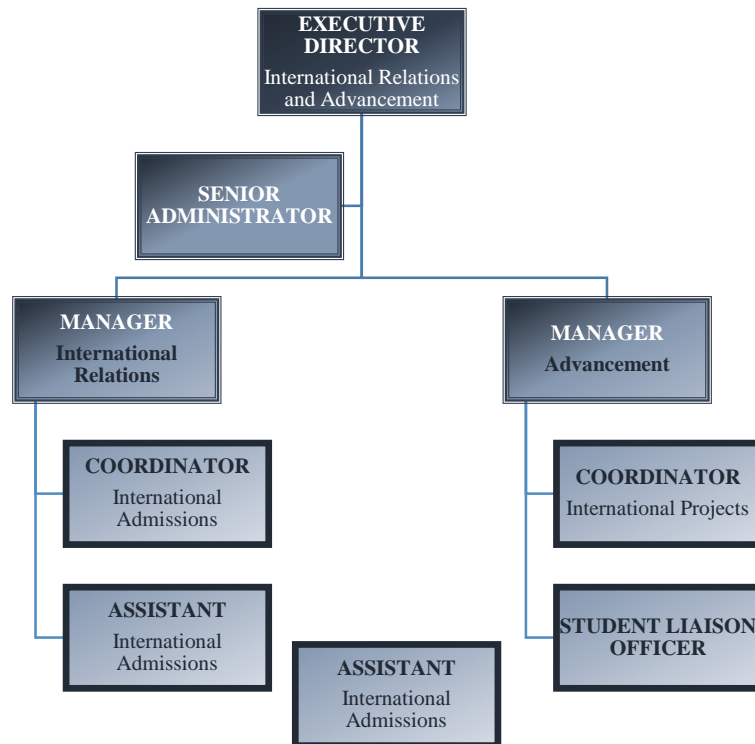 EXECUTIVE
DIRECTOR
International Relations
and Advancement
SENIOR
ADMINISTRATOR
MANAGER
International
Relations
MANAGER
Advancement
COORDINATOR
International
Admissions
COORDINATOR
International Projects
ASSISTANT
International
Admissions
STUDENT LIAISON
OFFICER
ASSISTANT
International
Admissions